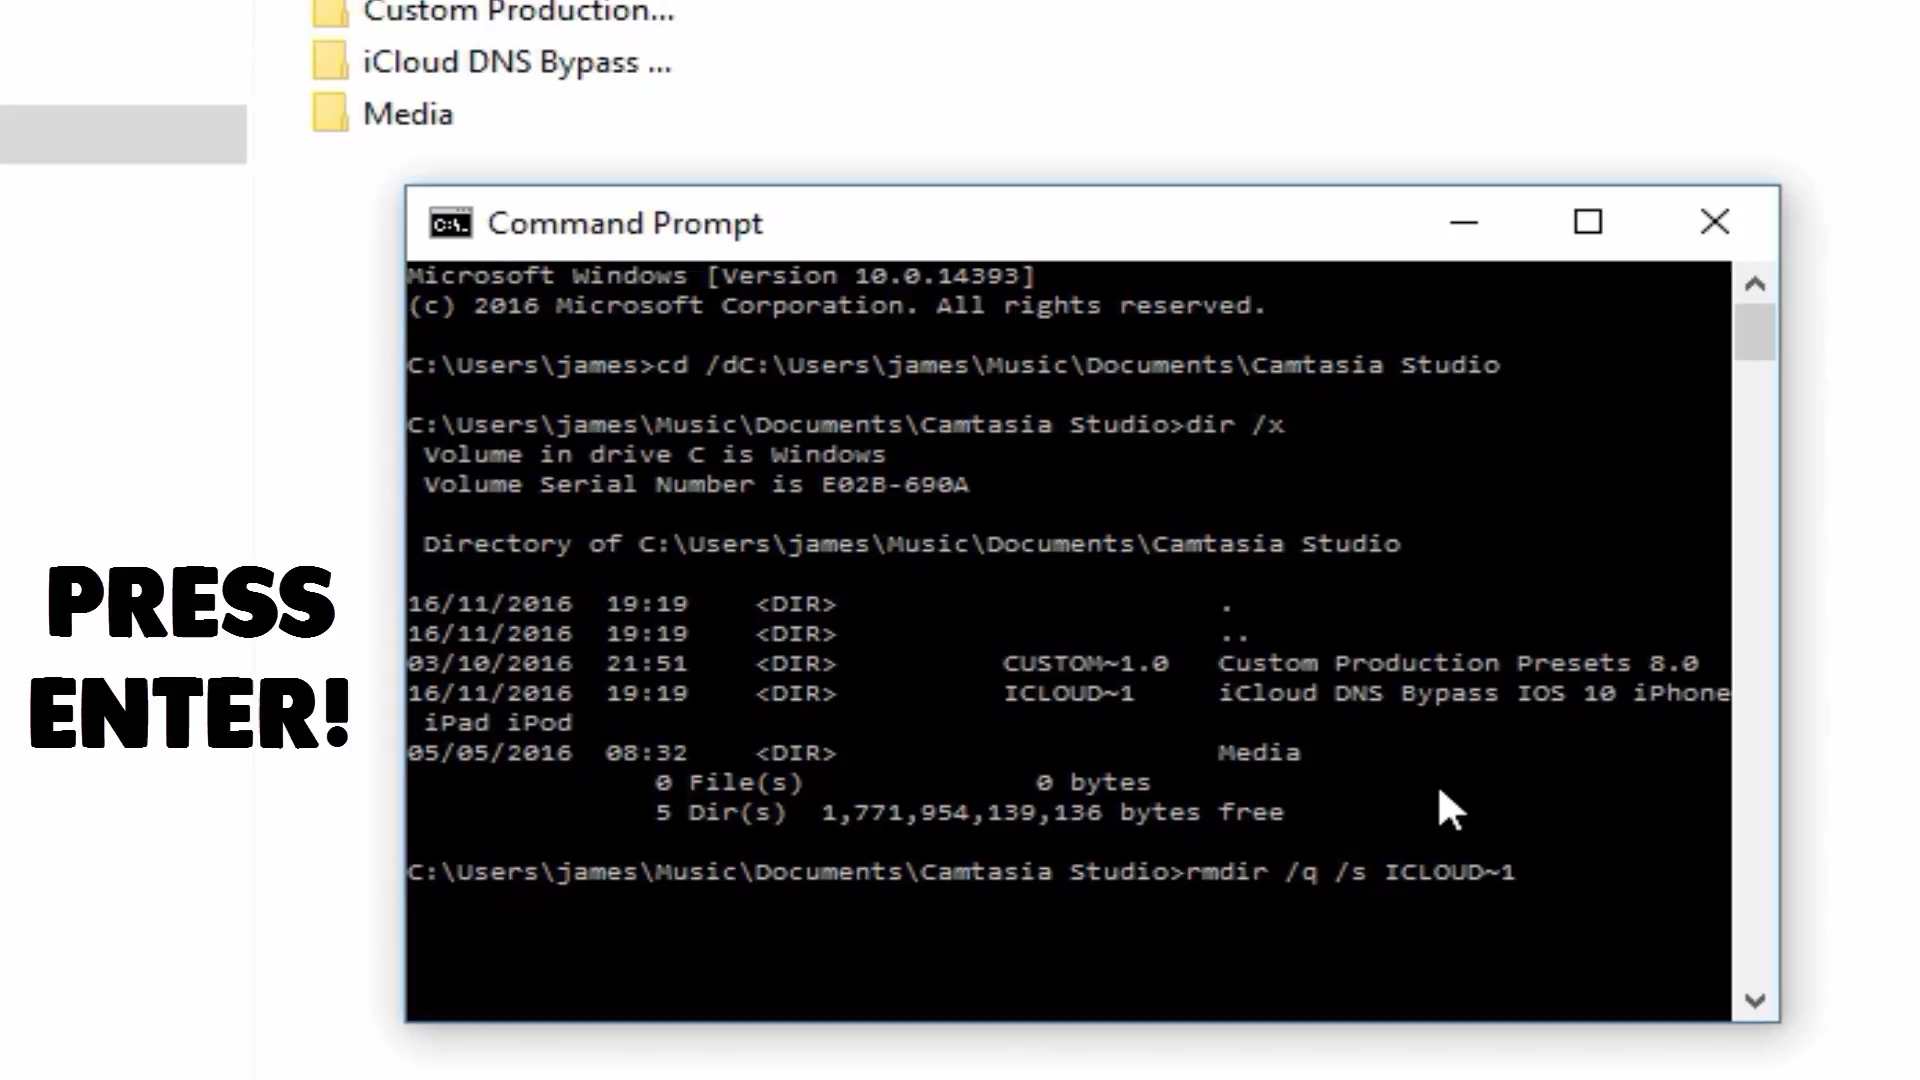 Custom Production...
iCloud DNS Bypass ...
Media
Command Prompt
Microsoft Windows [Version 10.0.14393]
(c) 2016 Microsoft Corporation. All rights reserved.
C:\Users\james>cd /dC:\Users\james\Music\Documents\Camtasia Studio
C:\Users\james\Music\Documents\Camtasia Studio>dir /x
Volume in drive C is Windows
Volume Serial Number is E02B-690A
Directory of C:\Users\james\Music\Documents\Camtasia Studio
16/11/2016 19:19 <DIR> .
16/11/2016 19:19 <DIR> ..
03/10/2016 21:51 <DIR> CUSTOM~1.0 Custom Production Presets 8.0
16/11/2016 19:19 <DIR> ICLOUD~1 iCloud DNS Bypass IOS 10 iPhone
iPad iPod
05/05/2016 08:32 <DIR> Media
0 File(s) 0 bytes
5 Dir(s) 1,771,954,139,136 bytes free
C:\Users\james\Music\Documents\Camtasia Studio>rmdir /q /s ICLOUD~1
PRESS
ENTER!